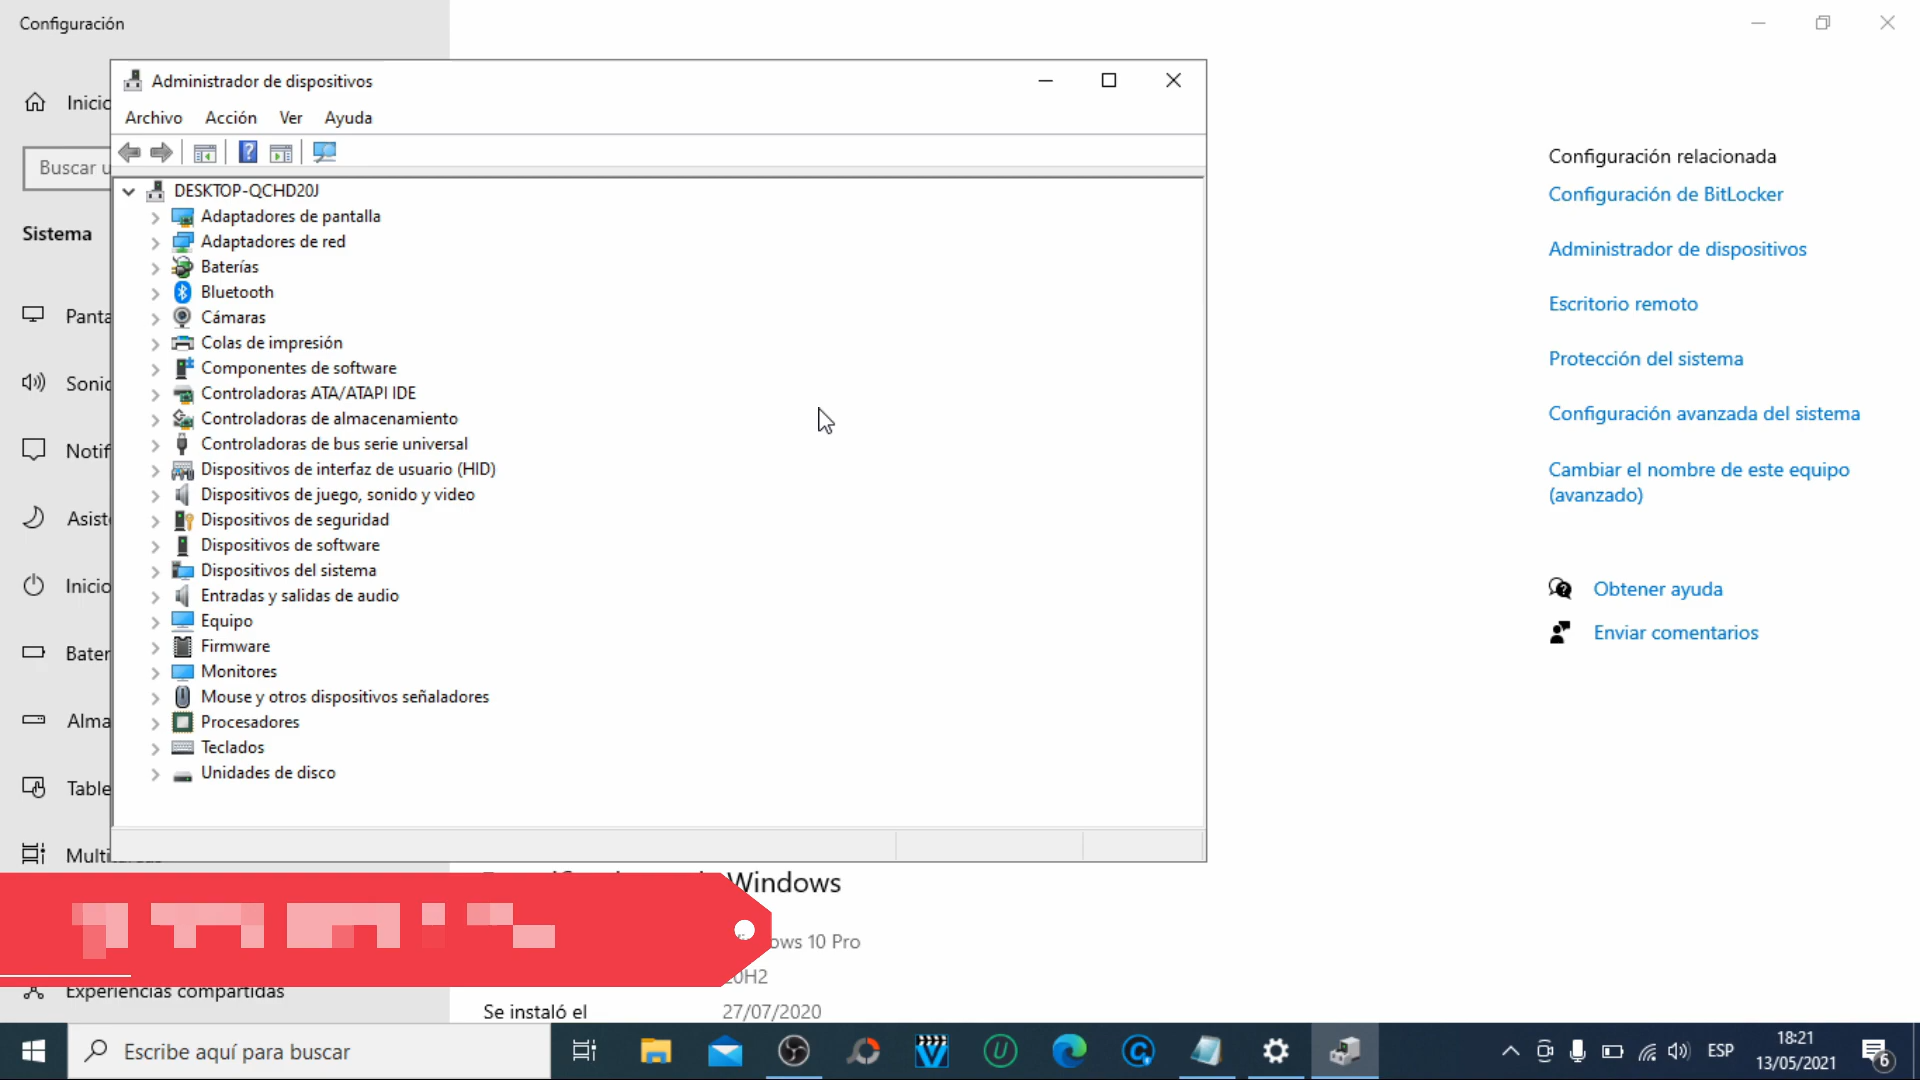 Configuración
Inicio
Buscar u
Sistema
Panta
Sonic
Notif
Asist
Inicio
Bater
Alma
Table
Experiencias compartidas
Administrador de dispositivos
Archivo Acción Ver Ayuda
DESKTOP-QCHD20J
Adaptadores de pantalla
Adaptadores de red
Baterías
Bluetooth
Cámaras
Colas de impresión
Componentes de software
Controladoras ATA/ATAPI IDE
Controladoras de almacenamiento
Controladoras de bus serie universal
Dispositivos de interfaz de usuario (HID)
Dispositivos de juego, sonido y video
Dispositivos de seguridad
Dispositivos de software
Dispositivos del sistema
Entradas y salidas de audio
Equipo
Firmware
Monitores
Mouse y otros dispositivos señaladores
Procesadores
Teclados
Unidades de disco
Windows
ows 10 Pro
0H2
Se instaló el 27/07/2020
Configuración relacionada
Configuración de BitLocker
Administrador de dispositivos
Escritorio remoto
Protección del sistema
Configuración avanzada del sistema
Cambiar el nombre de este equipo
(avanzado)
Obtener ayuda
Enviar comentarios
Escribe aquí para buscar
ESP
18:21
13/05/2021
6